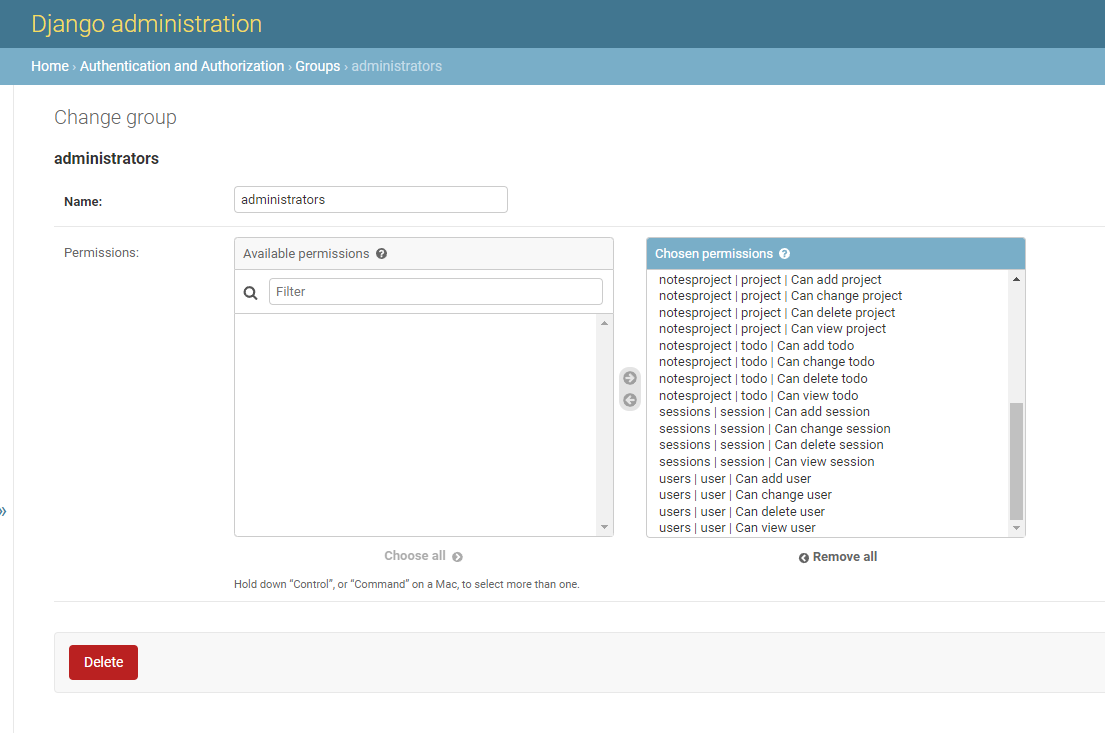 Django administration
Home › Authentication and Authorization › Groups › administrators
Change group
administrators
Name:
administrators
Permissions:
Available permissions
Filter
Choose all
Hold down “Control”, or “Command” on a Mac, to select more than one.
Chosen permissions
notesproject | project | Can add project
notesproject | project | Can change project
notesproject | project | Can delete project
notesproject | project | Can view project
notesproject | todo | Can add todo
notesproject | todo | Can change todo
notesproject | todo | Can delete todo
notesproject | todo | Can view todo
sessions | session | Can add session
sessions | session | Can change session
sessions | session | Can delete session
sessions | session | Can view session
users | user | Can add user
users | user | Can change user
users | user | Can delete user
users | user | Can view user
Remove all
Delete